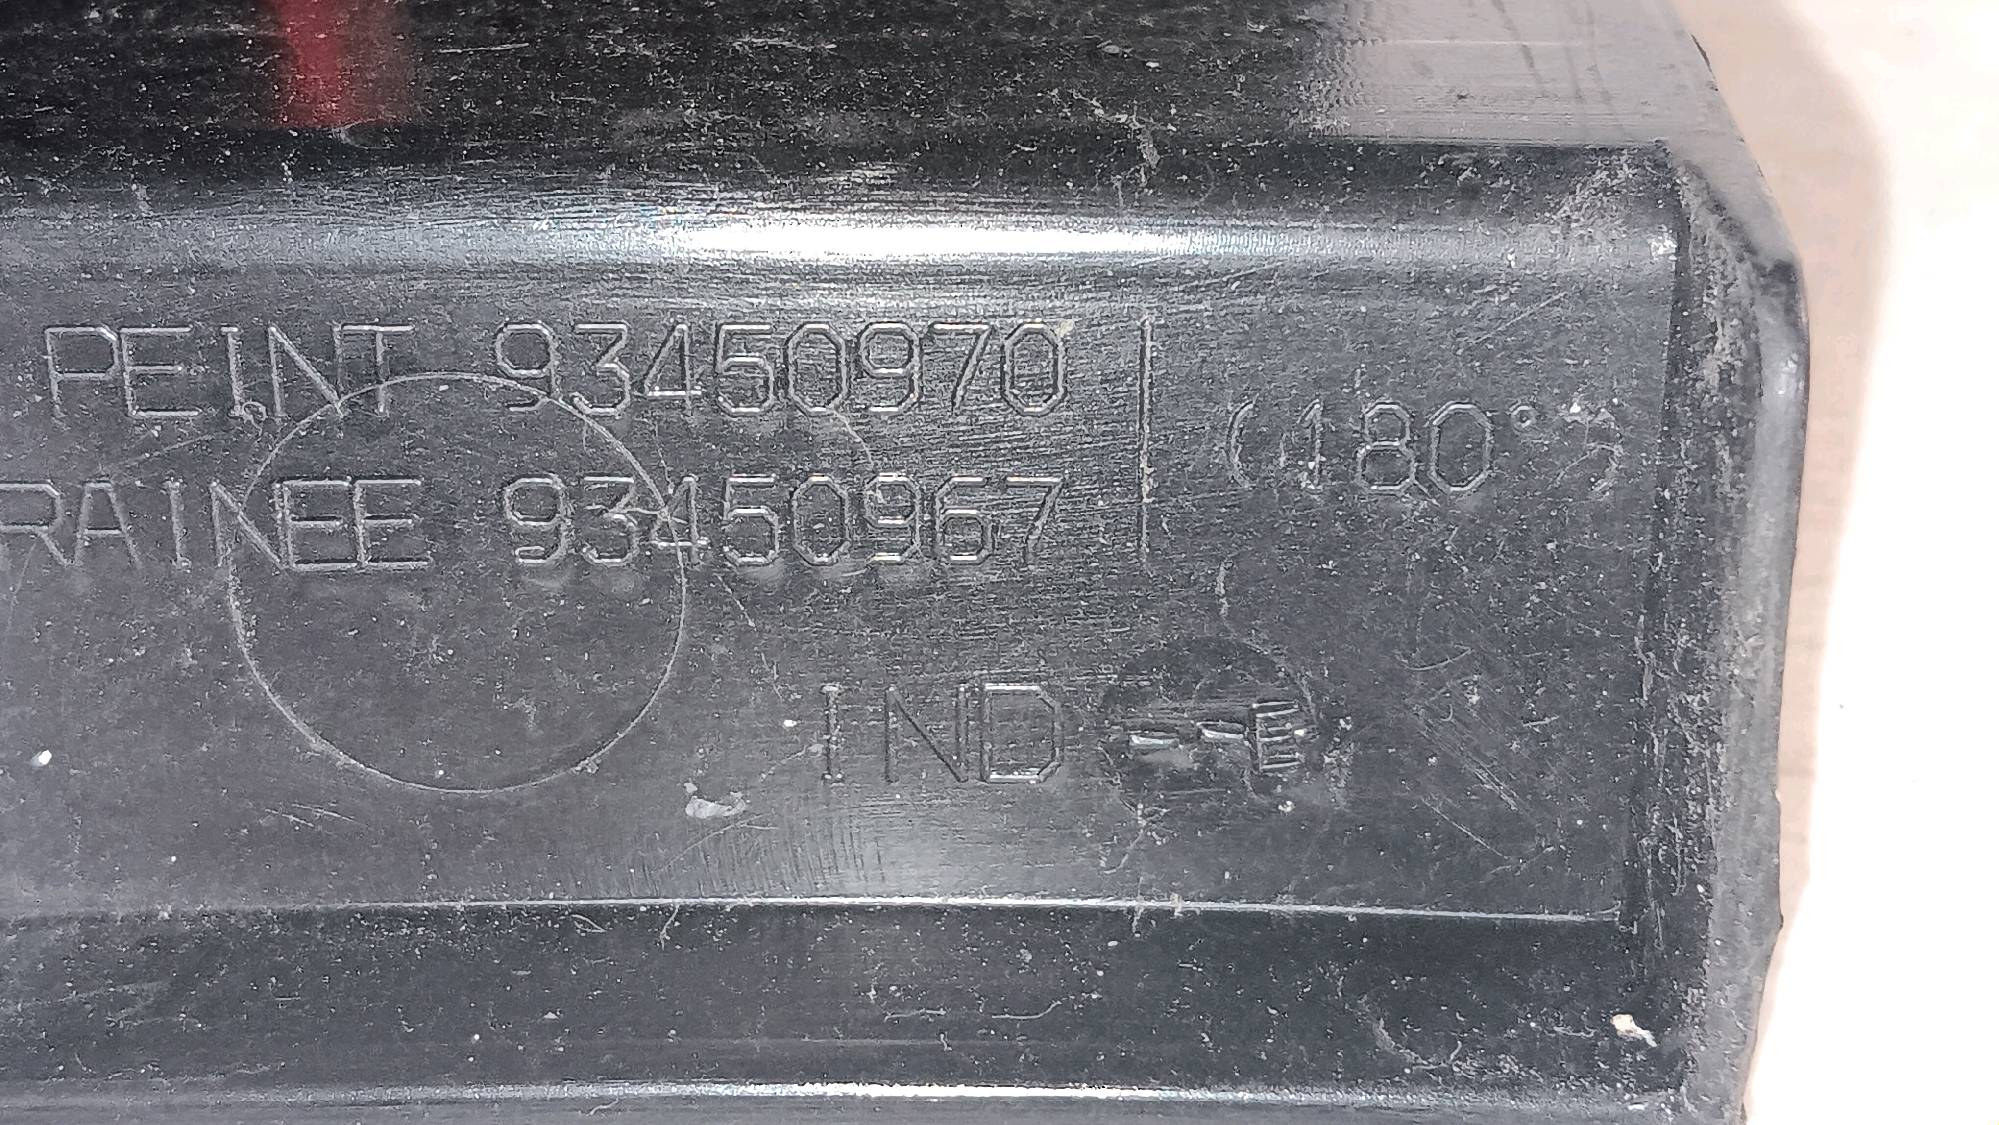 PEINT 93450970
RAINEE 93450967
(180°)
IND --E